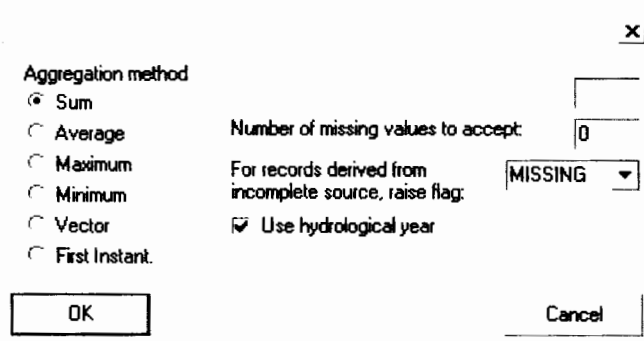 Aggregation method
Sum
Average
Maximum
Minimum
Vector
First Instant.
Number of missing values to accept:
0
For records derived from
incomplete source, raise flag:
MISSING
Use hydrological year
OK
Cancel